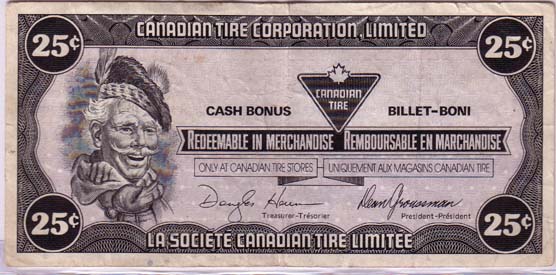 CANADIAN TIRE CORPORATION, LIMITED
25¢ 25¢
CANADIAN
TIRE
CASH BONUS BILLET-BONI
REDEEMABLE IN MERCHANDISE REMBOURSABLE EN MARCHANDISE
ONLY AT CANADIAN TIRE STORES - UNIQUEMENT AUX MAGASINS CANADIAN TIRE
Treasurer-Trésorier President-Président
25¢ 25¢
LA SOCIÉTÉ CANADIAN TIRE LIMITÉE